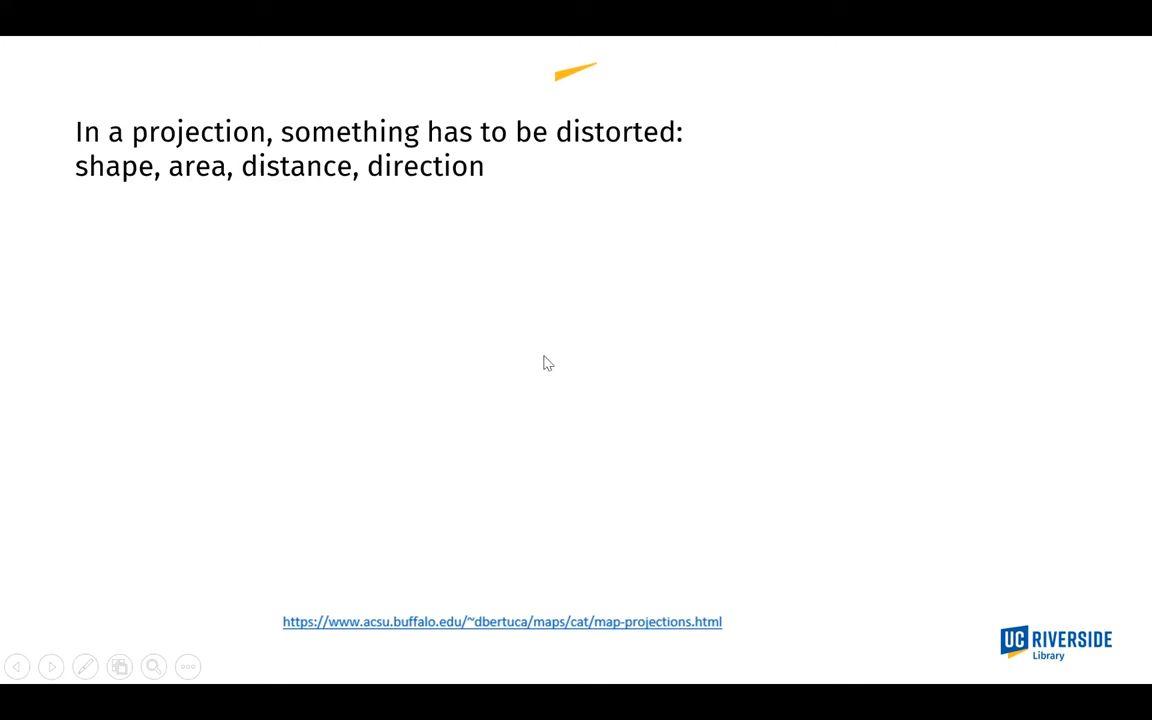 In a projection, something has to be distorted:
shape, area, distance, direction
https://www.acsu.buffalo.edu/~dbertuca/maps/cat/map-projections.html
UC RIVERSIDE
Library